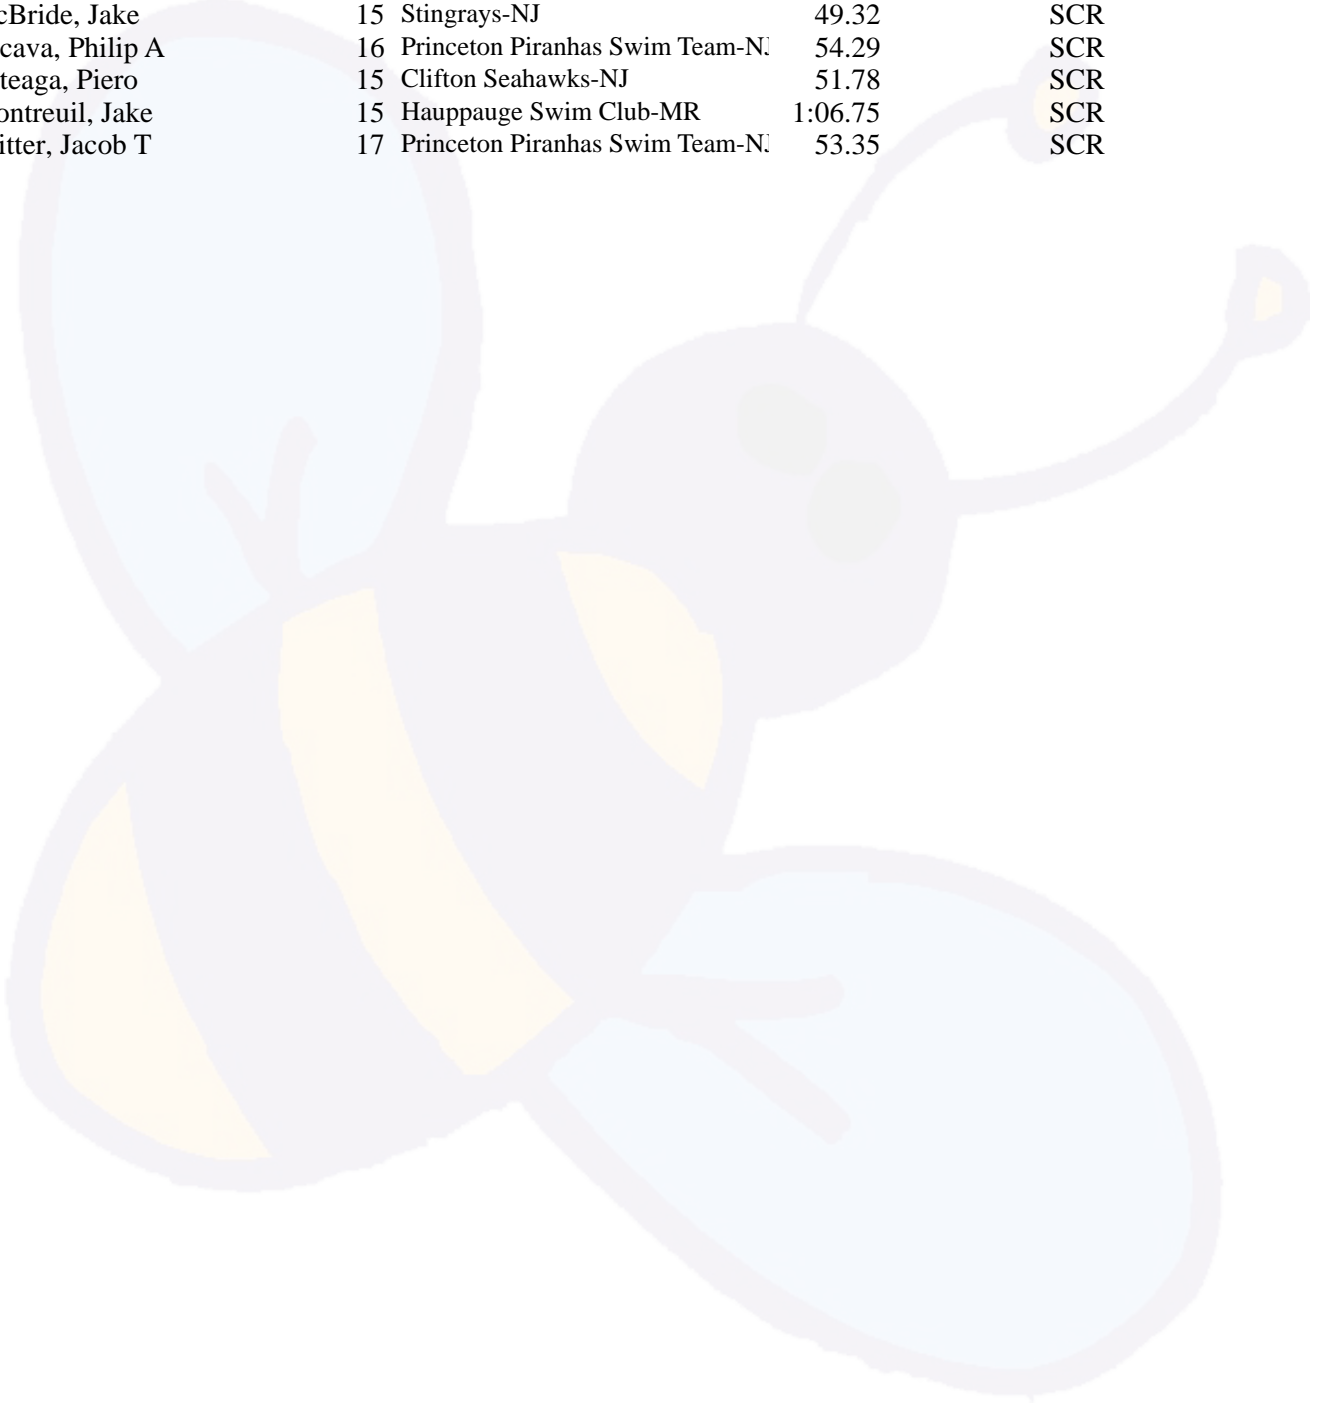 cBride, Jake 15 Stingrays-NJ 49.32 SCR
cava, Philip A 16 Princeton Piranhas Swim Team-NJ 54.29 SCR
teaga, Piero 15 Clifton Seahawks-NJ 51.78 SCR
ontreuil, Jake 15 Hauppauge Swim Club-MR 1:06.75 SCR
itter, Jacob T 17 Princeton Piranhas Swim Team-NJ 53.35 SCR